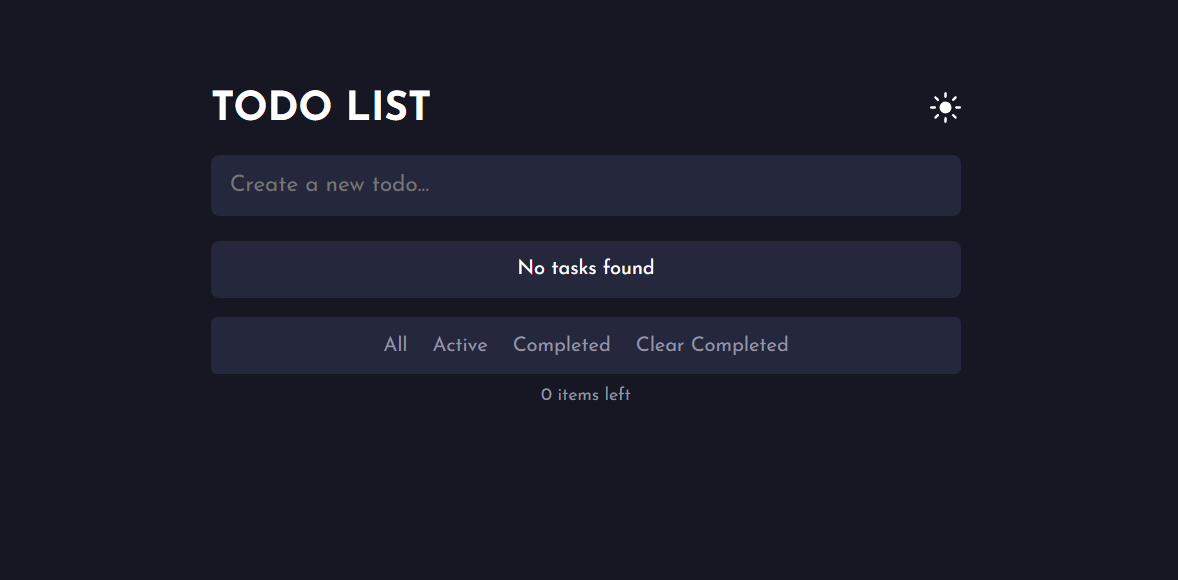 TODO LIST
Create a new todo...
No tasks found
All Active Completed Clear Completed
0 items left